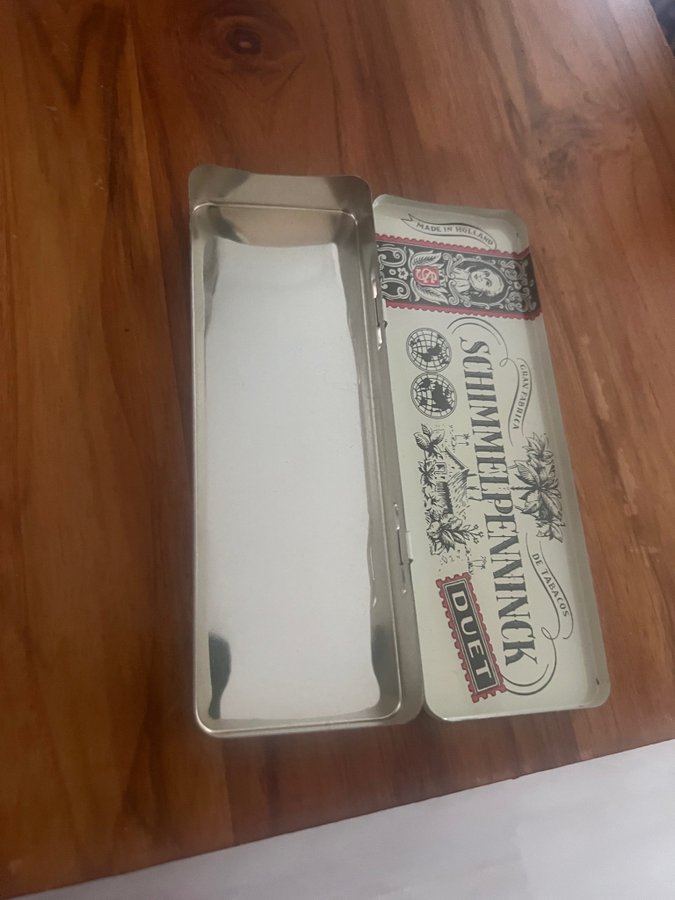 MADE IN HOLLAND
GRAN FABRICA
SCHIMMELPENNINCK
DE TABACOS
DUET